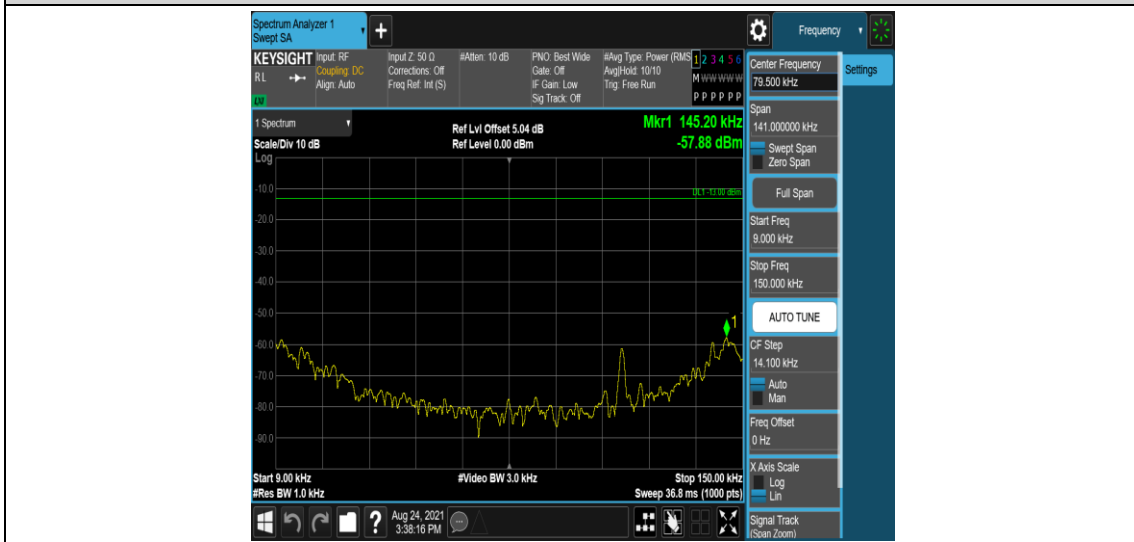 Spectrum Analyzer 1
Swept SA
+
Frequency
KEYSIGHT
RL
LXI
Input: RF
Coupling: DC
Align: Auto
Input Z: 50 Ω
Corrections: Off
Freq Ref: Int (S)
#Atten: 10 dB
PNO: Best Wide
Gate: Off
IF Gain: Low
Sig Track: Off
#Avg Type: Power (RMS
Avg|Hold: 10/10
Trig: Free Run
1 2 3 4 5 6
M W W W W W
P P P P P P
1 Spectrum
Scale/Div 10 dB
Ref Lvl Offset 5.04 dB
Ref Level 0.00 dBm
Mkr1 145.20 kHz
-57.88 dBm
Log
DL1 -13.00 dBm
-10.0
-20.0
-30.0
-40.0
-50.0
-60.0
-70.0
-80.0
-90.0
1
Start 9.00 kHz
#Res BW 1.0 kHz
#Video BW 3.0 kHz
Stop 150.00 kHz
Sweep 36.8 ms (1000 pts)
?
Aug 24, 2021
3:38:16 PM
Center Frequency
79.500 kHz
Span
141.000000 kHz
Swept Span
Zero Span
Full Span
Start Freq
9.000 kHz
Stop Freq
150.000 kHz
AUTO TUNE
CF Step
14.100 kHz
Auto
Man
Freq Offset
0 Hz
X Axis Scale
Log
Lin
Signal Track
(Span Zoom)
Settings